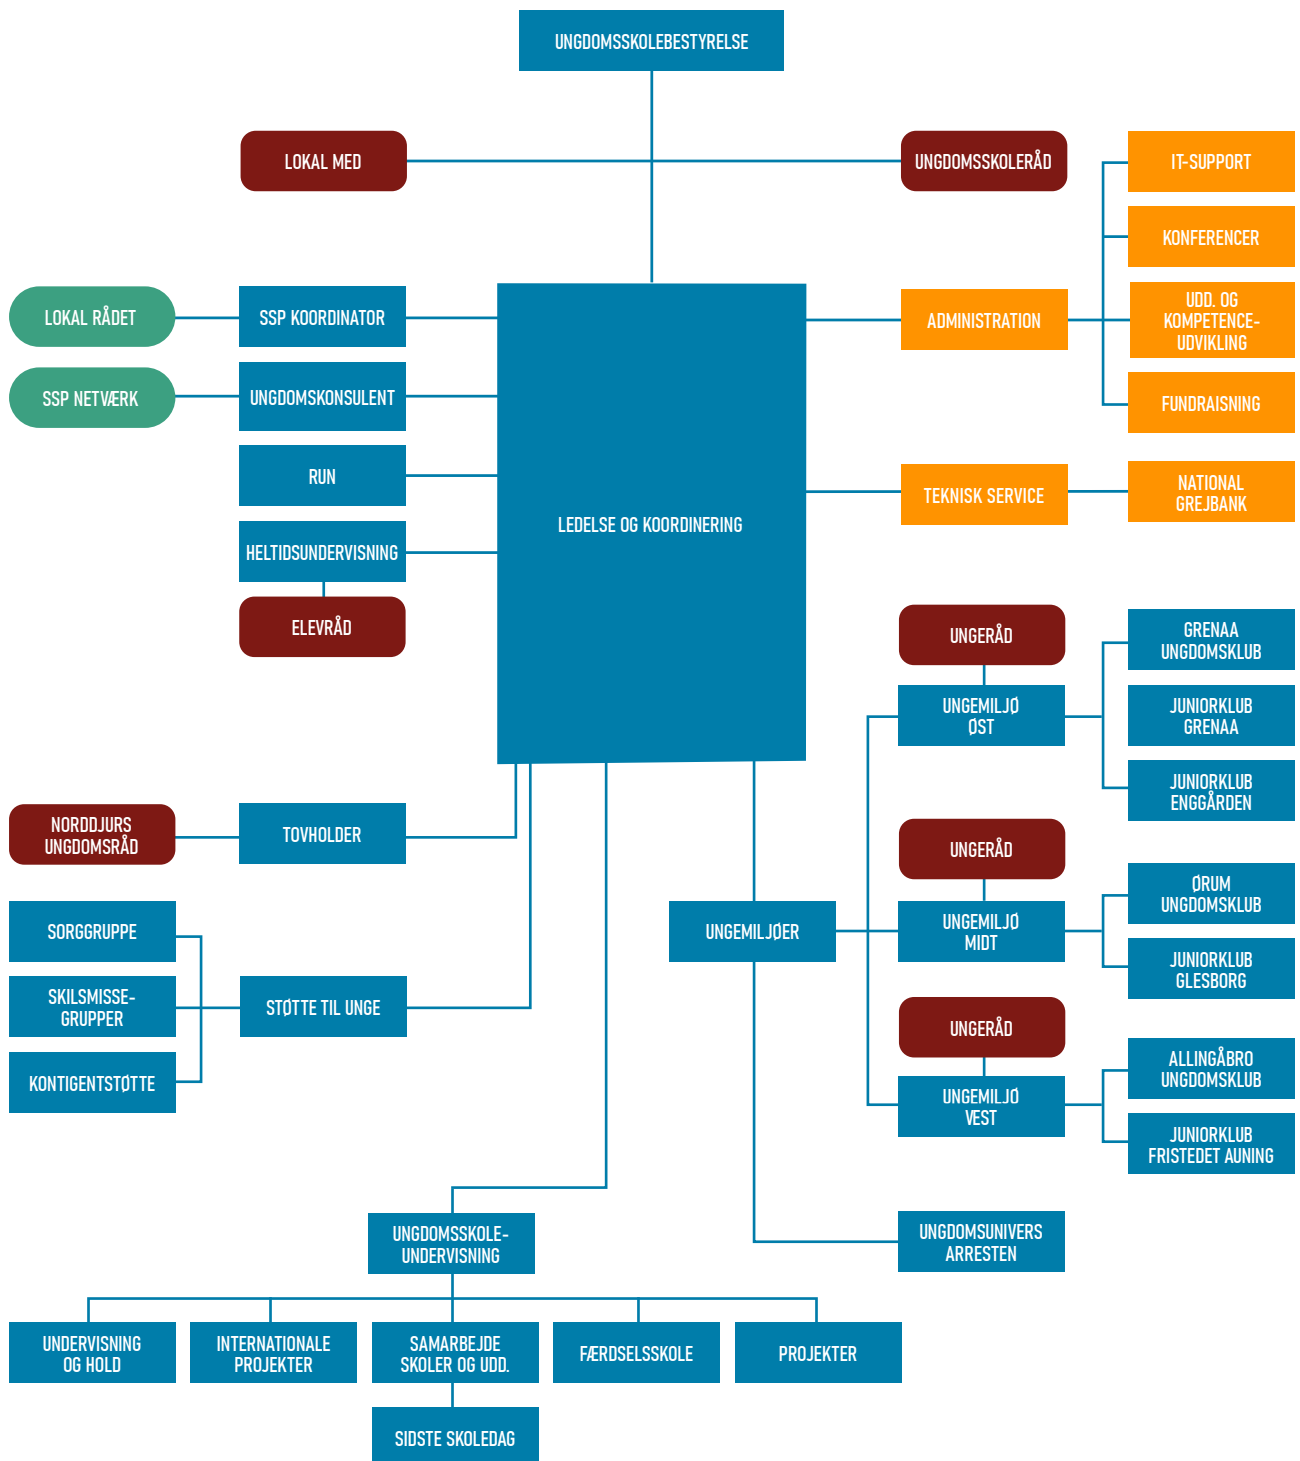 UNGDOMSSKOLEBESTYRELSE
LOKAL MED
UNGDOMSSKOLERÅD
IT-SUPPORT
KONFERENCER
LOKAL RÅDET
SSP KOORDINATOR
ADMINISTRATION
UDD. OG
KOMPETENCE-
UDVIKLING
SSP NETVÆRK
UNGDOMSKONSULENT
FUNDRAISNING
RUN
TEKNISK SERVICE
NATIONAL
GREJBANK
LEDELSE OG KOORDINERING
HELTIDSUNDERVISNING
ELEVRÅD
UNGERÅD
GRENAA
UNGDOMSKLUB
UNGEMILJØ
ØST
JUNIORKLUB
GRENAA
JUNIORKLUB
ENGGÅRDEN
NORDDJURS
UNGDOMSRÅD
TOVHOLDER
UNGERÅD
ØRUM
UNGDOMSKLUB
SORGGRUPPE
UNGEMILJØER
UNGEMILJØ
MIDT
JUNIORKLUB
GLESBORG
SKILSMISSE-
GRUPPER
STØTTE TIL UNGE
UNGERÅD
ALLINGÅBRO
UNGDOMSKLUB
KONTIGENTSTØTTE
UNGEMILJØ
VEST
JUNIORKLUB
FRISTEDET AUNING
UNGDOMSSKOLE-
UNDERVISNING
UNGDOMSUNIVERS
ARRESTEN
UNDERVISNING
OG HOLD
INTERNATIONALE
PROJEKTER
SAMARBEJDE
SKOLER OG UDD.
FÆRDSELSSKOLE
PROJEKTER
SIDSTE SKOLEDAG